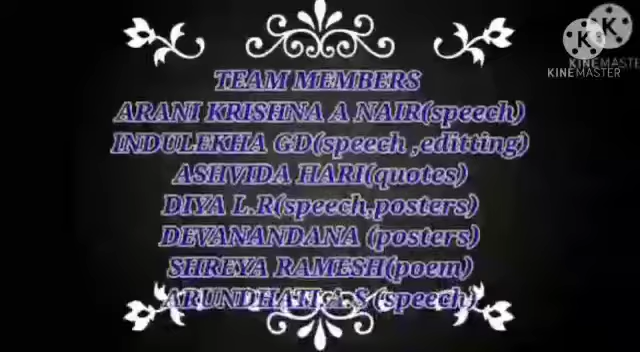 K
K
KINEMASTE
KINEMASTER
TEAM MEMBERS
ARANI KRISHNA A NAIR(speech)
INDULEKHA GD(speech ,editting)
ASHVIDA HARI(quotes)
DIYA L.R(speech,posters)
DEVANANDANA (posters)
SHREYA RAMESH(poem)
(speech)